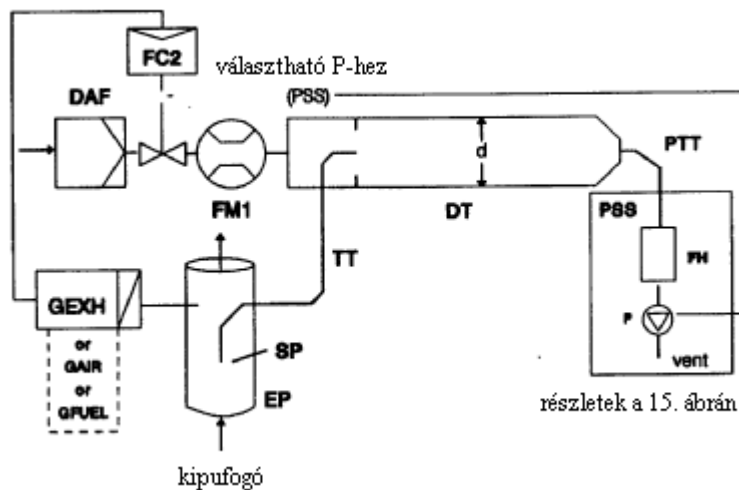 FC2
választható P-hez
DAF
(PSS)
d
PTT
FM1
DT
PSS
TT
FH
GEXH
or
GAIR
or
GFUEL
SP
P
vent
EP
részletek a 15. ábrán
kipufogó